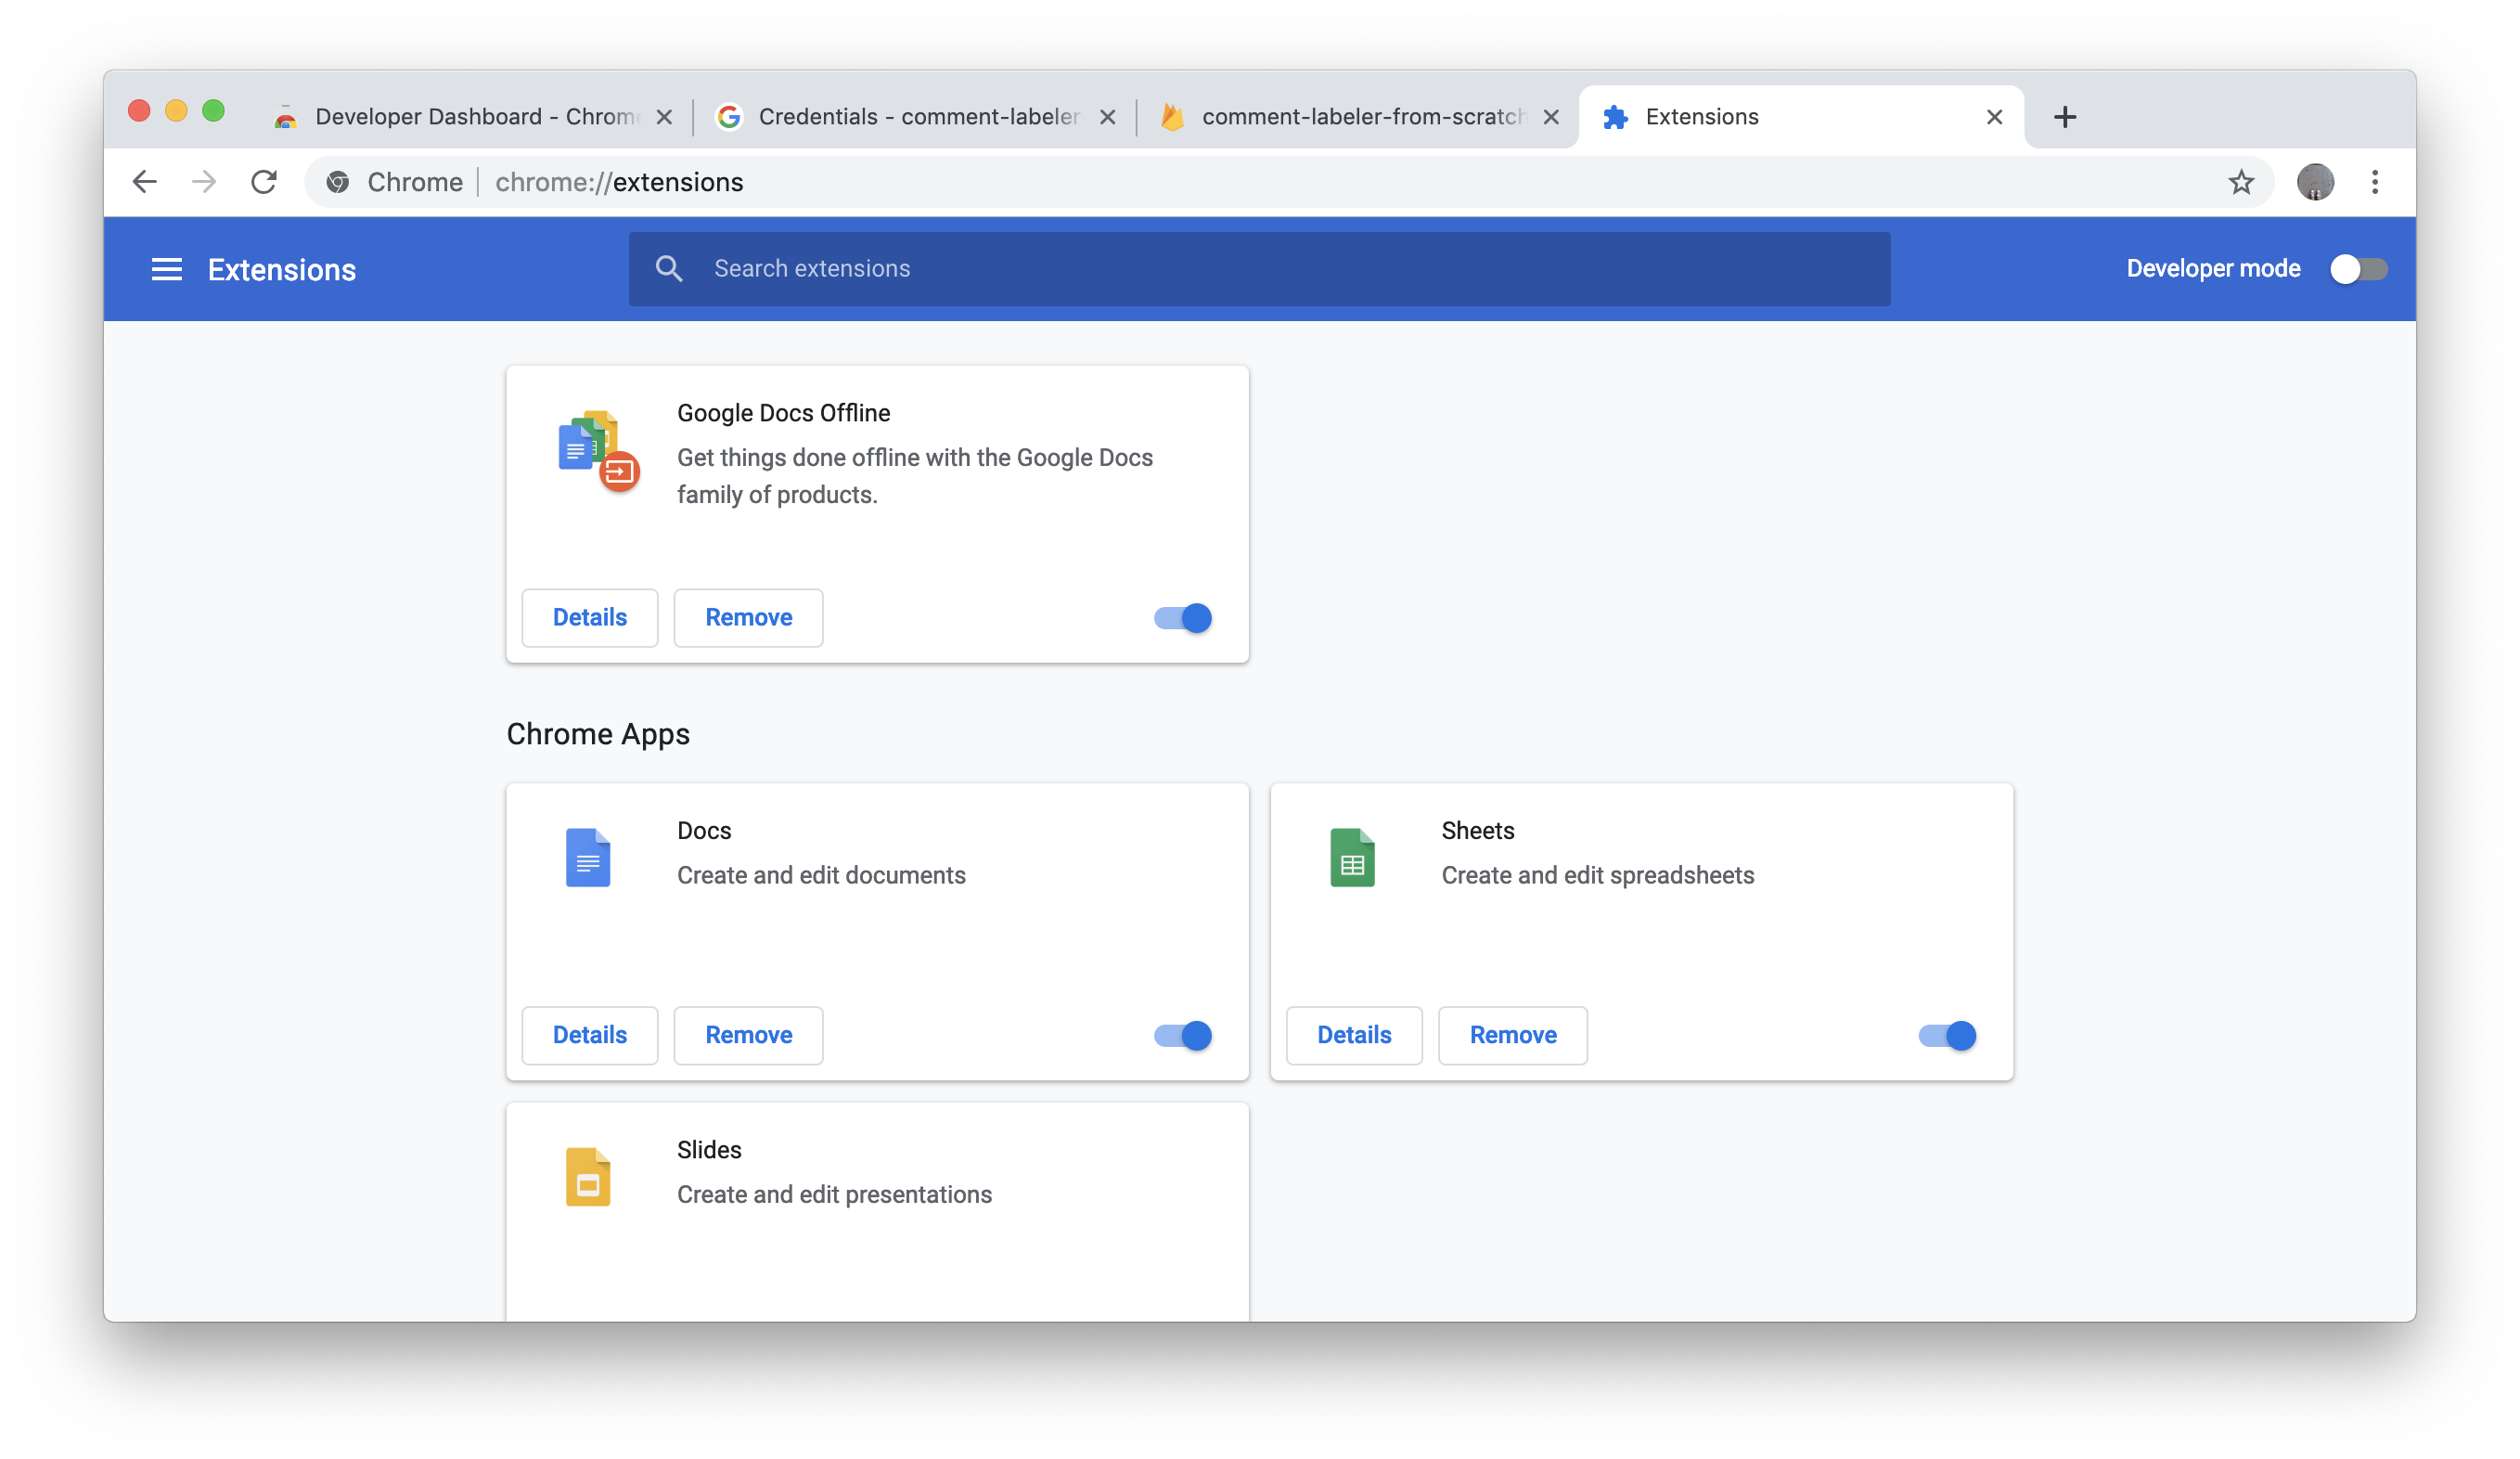 Developer Dashboard - Chrome
Credentials - comment-labeler-
comment-labeler-from-scratch
Extensions
Chrome
chrome://extensions
Extensions
Search extensions
Developer mode
Google Docs Offline
Get things done offline with the Google Docs
family of products.
Details
Remove
Chrome Apps
Docs
Create and edit documents
Details
Remove
Sheets
Create and edit spreadsheets
Details
Remove
Slides
Create and edit presentations